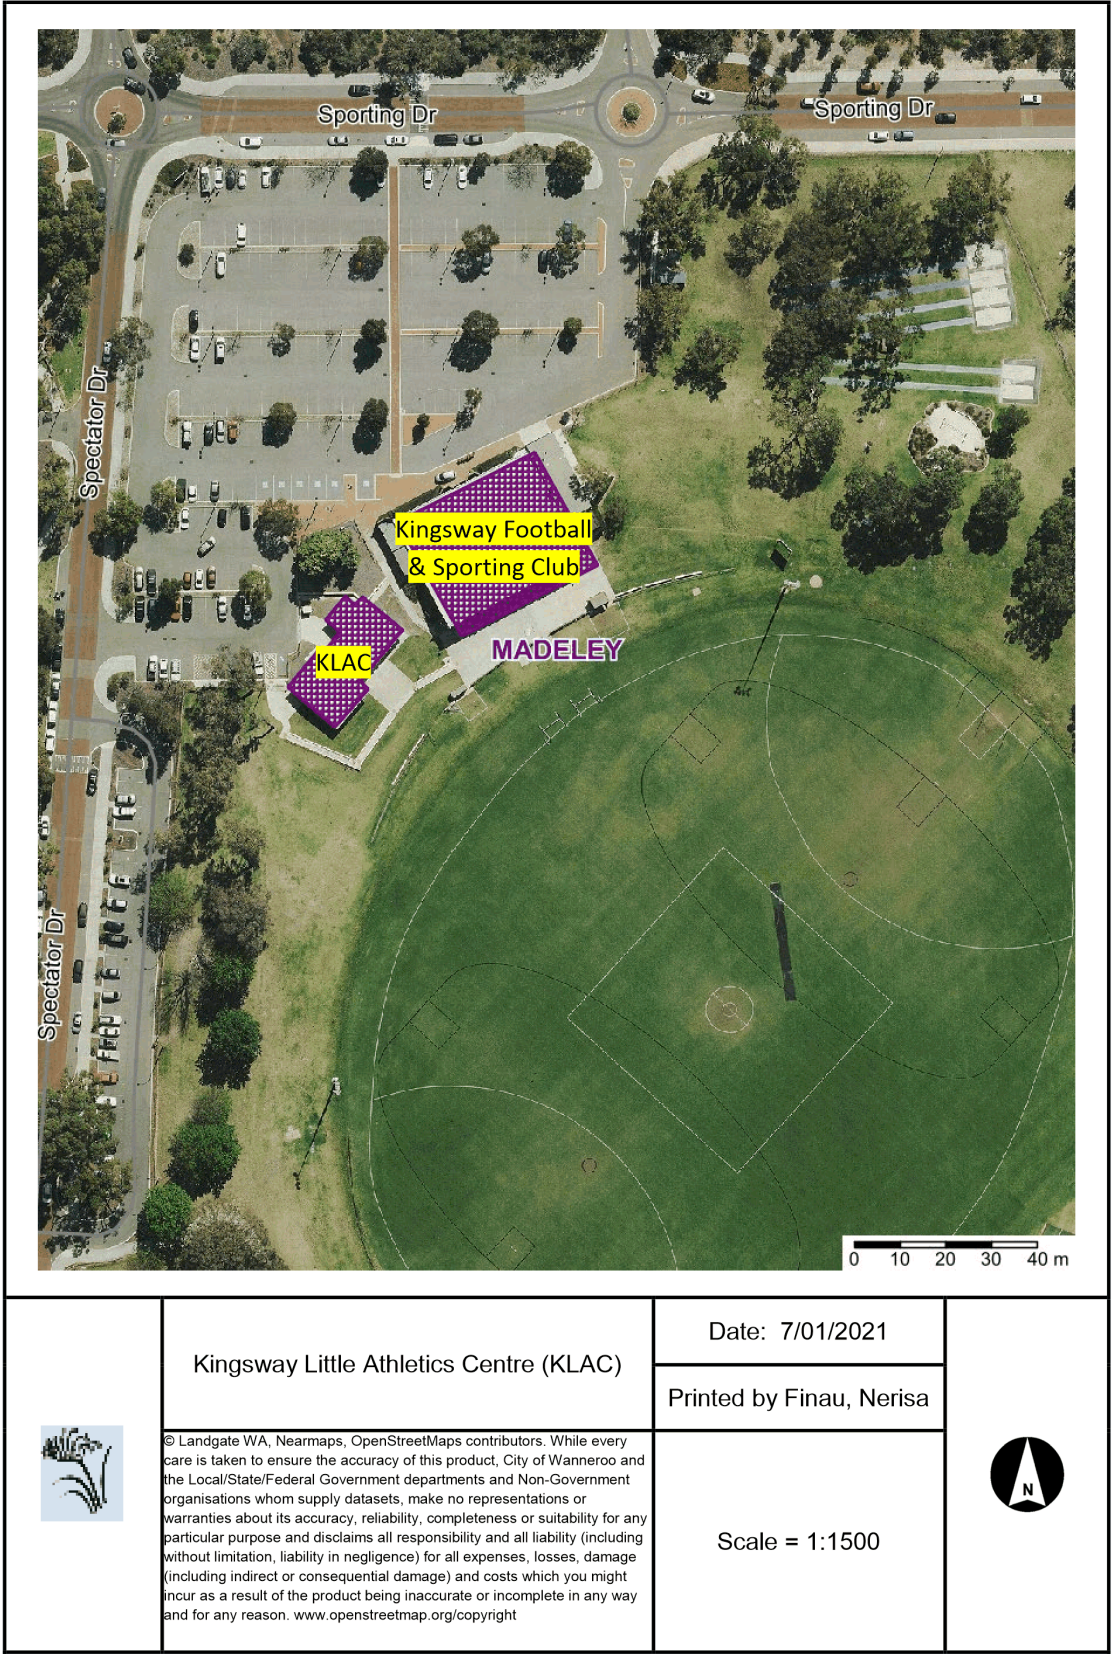 Sporting Dr
Sporting Dr
Spectator Dr
Kingsway Football
& Sporting Club
KLAC
MADELEY
Spectator Dr
0 10 20 30 40 m
Kingsway Little Athletics Centre (KLAC)
Date: 7/01/2021
Printed by Finau, Nerisa
© Landgate WA, Nearmaps, OpenStreetMaps contributors. While every
care is taken to ensure the accuracy of this product, City of Wanneroo and
the Local/State/Federal Government departments and Non-Government
organisations whom supply datasets, make no representations or
warranties about its accuracy, reliability, completeness or suitability for any
particular purpose and disclaims all responsibility and all liability (including
without limitation, liability in negligence) for all expenses, losses, damage
(including indirect or consequential damage) and costs which you might
incur as a result of the product being inaccurate or incomplete in any way
and for any reason. www.openstreetmap.org/copyright
Scale = 1:1500
N